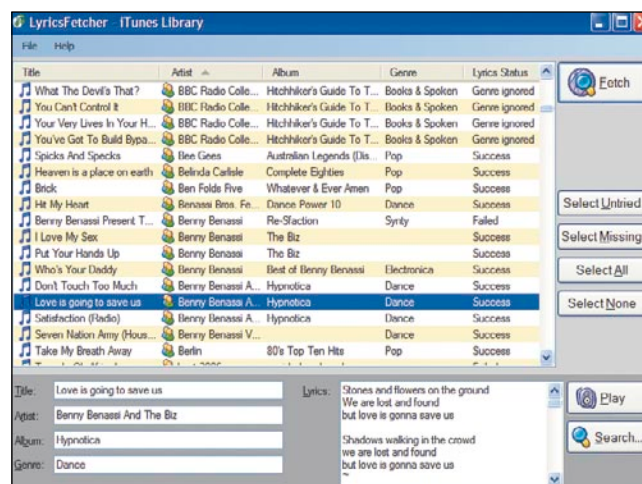 LyricsFetcher - iTunes Library
File Help
Title Artist Album Genre Lyrics Status
What The Devil's That? BBC Radio Colle... Hitchhiker's Guide To T... Books & Spoken Genre ignored
You Can't Control It BBC Radio Colle... Hitchhiker's Guide To T... Books & Spoken Genre ignored
Your Very Lives In Your H... BBC Radio Colle... Hitchhiker's Guide To T... Books & Spoken Genre ignored
You've Got To Build Bypa... BBC Radio Colle... Hitchhiker's Guide To T... Books & Spoken Genre ignored
Spicks And Specks Bee Gees Australian Legends (Dis... Pop Success
Heaven is a place on earth Belinda Carlisle Complete Eighties Pop Success
Brick Ben Folds Five Whatever & Ever Amen Pop Success
Hit My Heart Benassi Bros. Fe... Dance Power 10 Dance Success
Benny Benassi Present T... Benny Benassi Re-Sfaction Synty Failed
I Love My Sex Benny Benassi The Biz Success
Put Your Hands Up Benny Benassi The Biz Success
Who's Your Daddy Benny Benassi Best of Benny Benassi Electronica Success
Don't Touch Too Much Benny Benassi A... Hypnotica Dance Success
Love is going to save us Benny Benassi A... Hypnotica Dance Success
Satisfaction (Radio) Benny Benassi A... Hypnotica Dance Success
Seven Nation Army (Hous... Benny Benassi V... Dance Success
Take My Breath Away Berlin 80's Top Ten Hits Pop Success
Fetch
Select Untried
Select Missing
Select All
Select None
Title: Love is going to save us
Artist: Benny Benassi And The Biz
Album: Hypnotica
Genre: Dance
Lyrics: Stones and flowers on the ground
We are lost and found
but love is gonna save us
Shadows walking in the crowd
we are lost and found
but love is gonna save us
~
Play
Search...